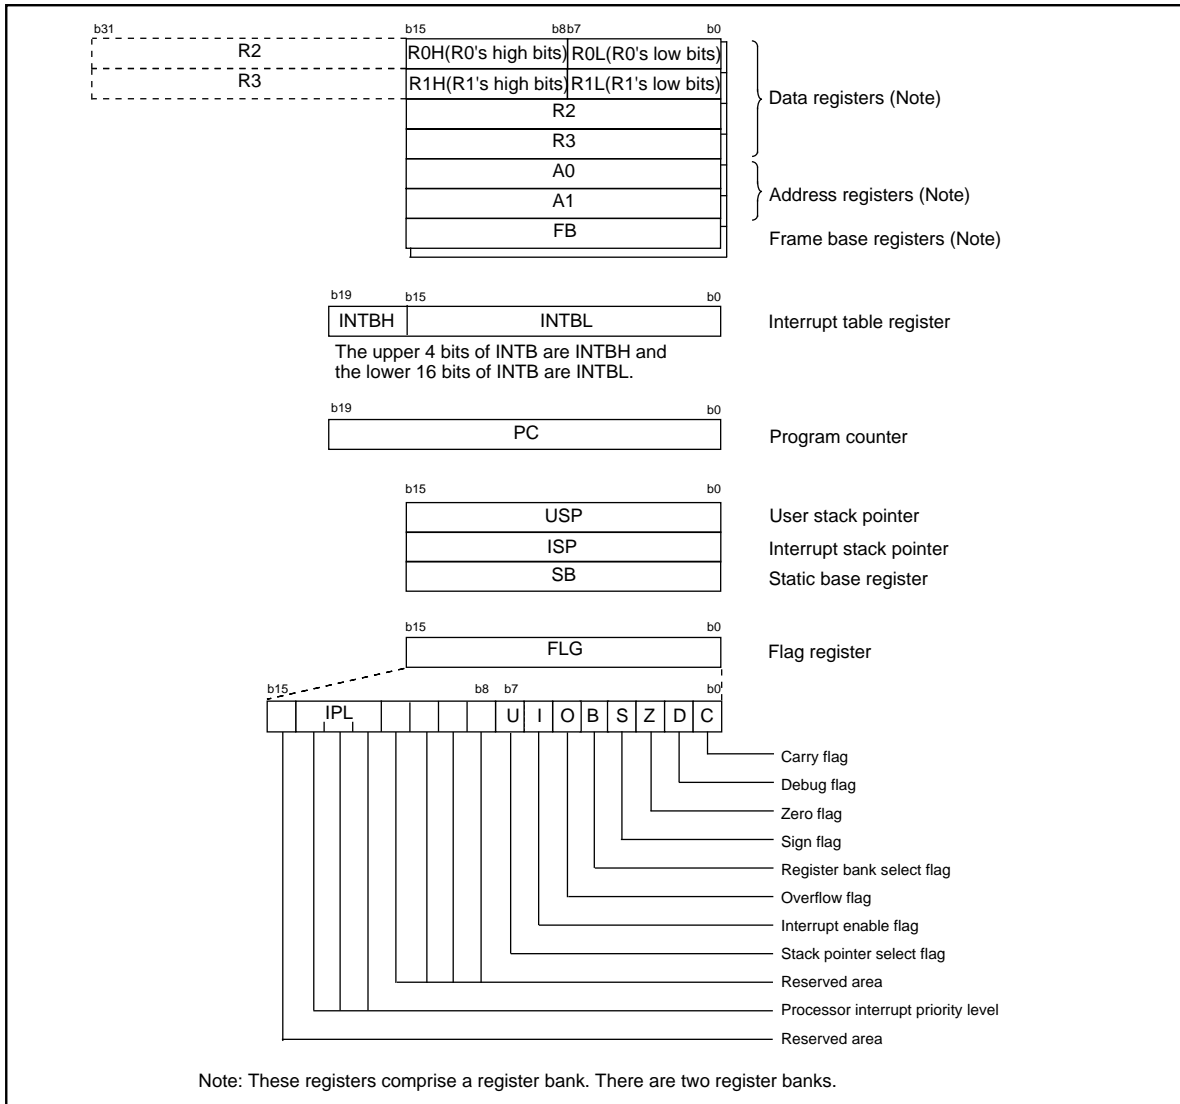 b31 b15 b8b7 b0
R2 R0H(R0's high bits) R0L(R0's low bits)
R3 R1H(R1's high bits) R1L(R1's low bits)
R2
R3
Data registers (Note)
A0
A1
Address registers (Note)
FB
Frame base registers (Note)
b19 b15 b0
INTBH INTBL Interrupt table register
The upper 4 bits of INTB are INTBH and
the lower 16 bits of INTB are INTBL.
b19 b0
PC Program counter
b15 b0
USP User stack pointer
ISP Interrupt stack pointer
SB Static base register
b15 b0
FLG Flag register
b15 b8 b7 b0
IPL U I O B S Z D C
Carry flag
Debug flag
Zero flag
Sign flag
Register bank select flag
Overflow flag
Interrupt enable flag
Stack pointer select flag
Reserved area
Processor interrupt priority level
Reserved area
Note: These registers comprise a register bank. There are two register banks.